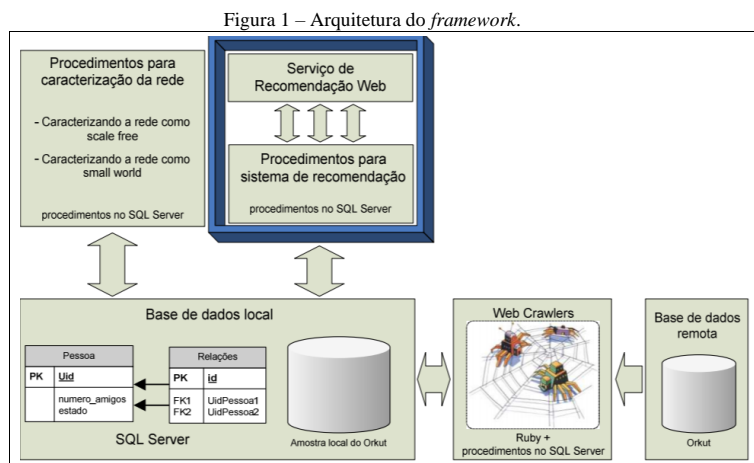 Figura 1 – Arquitetura do framework.
Procedimentos para
caracterização da rede
- Caracterizando a rede como
scale free
- Caracterizando a rede como
small world
procedimentos no SQL Server
Serviço de
Recomendação Web
Procedimentos para
sistema de recomendação
procedimentos no SQL Server
Base de dados local
Pessoa
PK Uid
numero_amigos
estado
Relações
PK id
FK1 UidPessoa1
FK2 UidPessoa2
SQL Server
Amostra local do Orkut
Web Crawlers
Ruby +
procedimentos no SQL Server
Base de dados
remota
Orkut